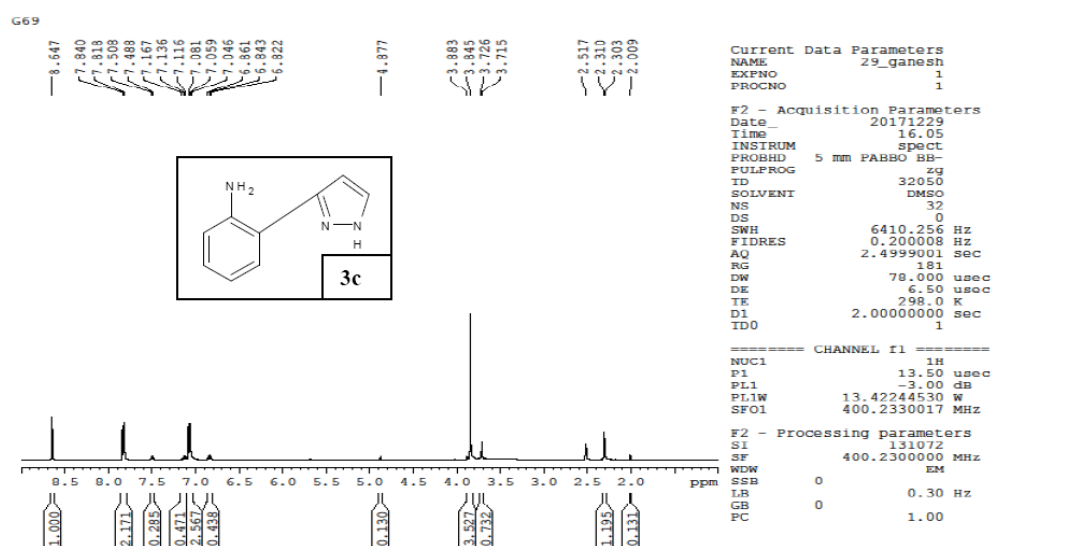 G69
8.647
7.840
7.818
7.508
7.488
7.167
7.136
7.116
7.081
7.059
7.046
6.861
6.843
6.822
4.877
3.883
3.845
3.726
3.715
2.517
2.310
2.303
2.009
NH2
N
N
H
3c
8.5 8.0 7.5 7.0 6.5 6.0 5.5 5.0 4.5 4.0 3.5 3.0 2.5 2.0 ppm
1.000
2.171
0.285
0.471
2.567
0.438
0.130
3.527
0.732
1.195
0.131
Current Data Parameters
NAME 29_ganesh
EXPNO 1
PROCNO 1
F2 - Acquisition Parameters
Date_ 20171229
Time 16.05
INSTRUM spect
PROBHD 5 mm PABBO BB-
PULPROG zg
TD 32050
SOLVENT DMSO
NS 32
DS 0
SWH 6410.256 Hz
FIDRES 0.200008 Hz
AQ 2.4999001 sec
RG 181
DW 78.000 usec
DE 6.50 usec
TE 298.0 K
D1 2.00000000 sec
TD0 1
======== CHANNEL f1 ========
NUC1 1H
P1 13.50 usec
PL1 -3.00 dB
PL1W 13.42244530 W
SFO1 400.2330017 MHz
F2 - Processing parameters
SI 131072
SF 400.2300000 MHz
WDW EM
SSB 0
LB 0.30 Hz
GB 0
PC 1.00